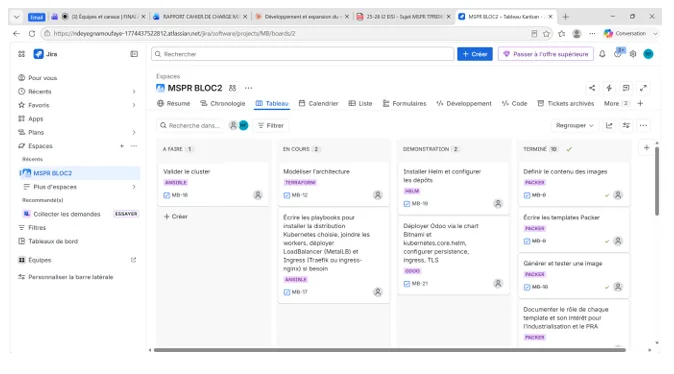 Email
(3) Équipes et canaux | FINAL
RAPPORT CAHIER DE CHARGE M
Développement et expansion du
25-26 I2 EISI - Sujet MSPR TPRE
MSPR BLOC2 - Tableau Kanban -
https://ndeyegnamoufaye-1774437522812.atlassian.net/jira/software/projects/MB/boards/2
Conversation
Jira
Rechercher
+ Créer
Passer à l'offre supérieure
Pour vous
Récents
Favoris
Apps
Plans
Espaces
Récents
MSPR BLOC2
Plus d'espaces
Recommandé(s)
Collecter les demandes
ESSAYER
Filtres
Tableaux de bord
Équipes
Personnaliser la barre latérale
Espaces
MSPR BLOC2
Résumé
Chronologie
Tableau
Calendrier
Liste
Formulaires
Développement
Code
Tickets archivés
More
Recherche dans...
Filtrer
Regrouper
A FAIRE 1
Valider le cluster
ANSIBLE
MB-18
+ Créer
EN COURS 2
Modéliser l'architecture
TERRAFORM
MB-12
Écrire les playbooks pour
installer la distribution
Kubernetes choisie, joindre les
workers, déployer
LoadBalancer (MetalLB) et
Ingress (Traefik ou ingress-
nginx) si besoin
ANSIBLE
MB-17
DEMONSTRATION 2
Installer Helm et configurer
les dépôts
HELM
MB-19
Déployer Odoo via le chart
Bitnami et
kubernetes.core.helm,
configurer persistence,
ingress, TLS
ODOO
MB-21
TERMINÉ 10
Définir le contenu des images
PACKER
Écrire les templates Packer
PACKER
Générer et tester une image
PACKER
MB-10
Documenter le rôle de chaque
template et son intérêt pour
l'industrialisation et le PRA
PACKER